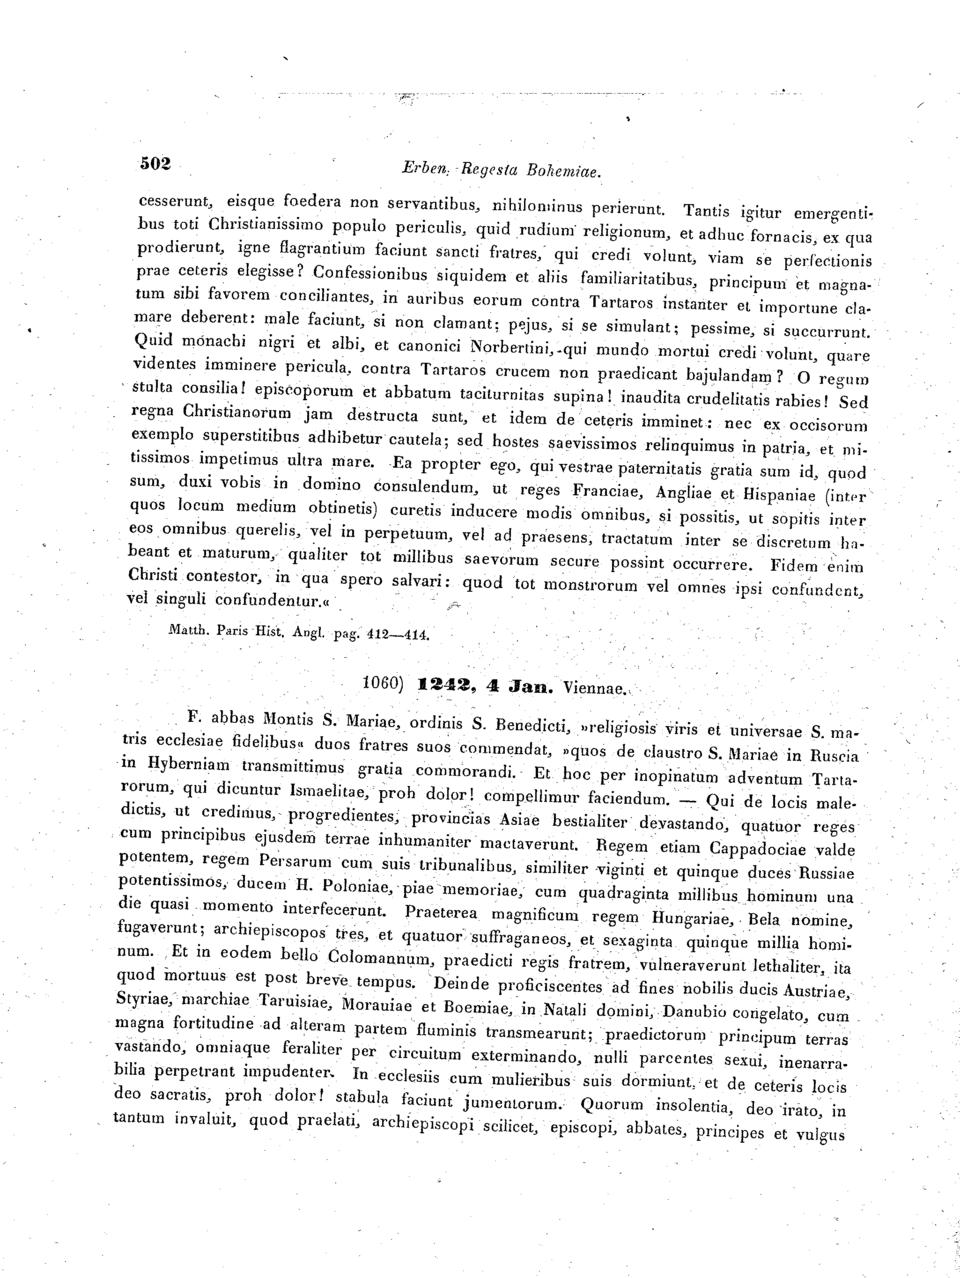 502
Erben, Regesta Bohemiae.
cesserunt, eisque foedera non servantibus, nihilominus perierunt. Tantis igitur emergenti-
bus toti Christianissimo populo periculis, quid rudium religionum, et adhuc fornacis, ex qua
prodierunt, igne flagrantium faciunt sancti fratres, qui credi volunt, viam se perfectionis
prae ceteris elegisse? Confessionibus siquidem et aliis familiaritatibus, principum et magna-
tum sibi favorem conciliantes, in auribus eorum contra Tartaros instanter et importune cla-
mare deberent: male faciunt, si non clamant; pejus, si se simulant; pessime, si succurrunt.
Quid monachi nigri et albi, et canonici Norbertini, qui mundo mortui credi volunt, quare
videntes imminere pericula, contra Tartaros crucem non praedicant bajulandam? O regum
stulta consilia! episcoporum et abbatum taciturnitas supina! inaudita crudelitatis rabies! Sed
regna Christianorum jam destructa sunt, et idem de ceteris imminet: nec ex occisorum
exemplo superstitibus adhibetur cautela; sed hostes saevissimos relinquimus in patria, et mi-
tissimos impetimus ultra mare. Ea propter ego, qui vestrae paternitatis gratia sum id, quod
sum, duxi vobis in domino consulendum, ut reges Franciae, Angliae et Hispaniae (inter
quos locum medium obtinetis) curetis inducere modis omnibus, si possitis, ut sopitis inter
eos omnibus querelis, vel in perpetuum, vel ad praesens, tractatum inter se discretum ha-
beant et maturum, qualiter tot millibus saevorum secure possint occurrere. Fidem enim
Christi contestor, in qua spero salvari: quod tot monstrorum vel omnes ipsi confundent,
vel singuli confundentur.«
Matth. Paris Hist. Angl. pag. 412—414.
1060) 1242, 4 Jan. Viennae.
F. abbas Montis S. Mariae, ordinis S. Benedicti, »religiosis viris et universae S. ma-
tris ecclesiae fidelibus« duos fratres suos commendat, »quos de claustro S. Mariae in Ruscia
in Hyberniam transmittimus gratia commorandi. Et hoc per inopinatum adventum Tarta-
rorum, qui dicuntur Ismaelitae, proh dolor! compellimur faciendum. — Qui de locis male-
dictis, ut credimus, progredientes, provincias Asiae bestialiter devastando, quatuor reges
cum principibus ejusdem terrae inhumaniter mactaverunt. Regem etiam Cappadociae valde
potentem, regem Persarum cum suis tribunalibus, similiter viginti et quinque duces Russiae
potentissimos, ducem H. Poloniae, piae memoriae, cum quadraginta millibus hominum una
die quasi momento interfecerunt. Praeterea magnificum regem Hungariae, Bela nomine,
fugaverunt; archiepiscopos tres, et quatuor suffraganeos, et sexaginta quinque millia homi-
num. Et in eodem bello Colomannum, praedicti regis fratrem, vulneraverunt lethaliter, ita
quod mortuus est post breve tempus. Deinde proficiscentes ad fines nobilis ducis Austriae,
Styriae, marchiae Taruisiae, Morauiae et Boemiae, in Natali domini, Danubio congelato, cum
magna fortitudine ad alteram partem fluminis transmearunt; praedictorum principum terras
vastando, omniaque feraliter per circuitum exterminando, nulli parcentes sexui, inenarra-
bilia perpetrant impudenter. In ecclesiis cum mulieribus suis dormiunt, et de ceteris locis
deo sacratis, proh dolor! stabula faciunt jumentorum. Quorum insolentia, deo irato, in
tantum invaluit, quod praelati, archiepiscopi scilicet, episcopi, abbates, principes et vulgus